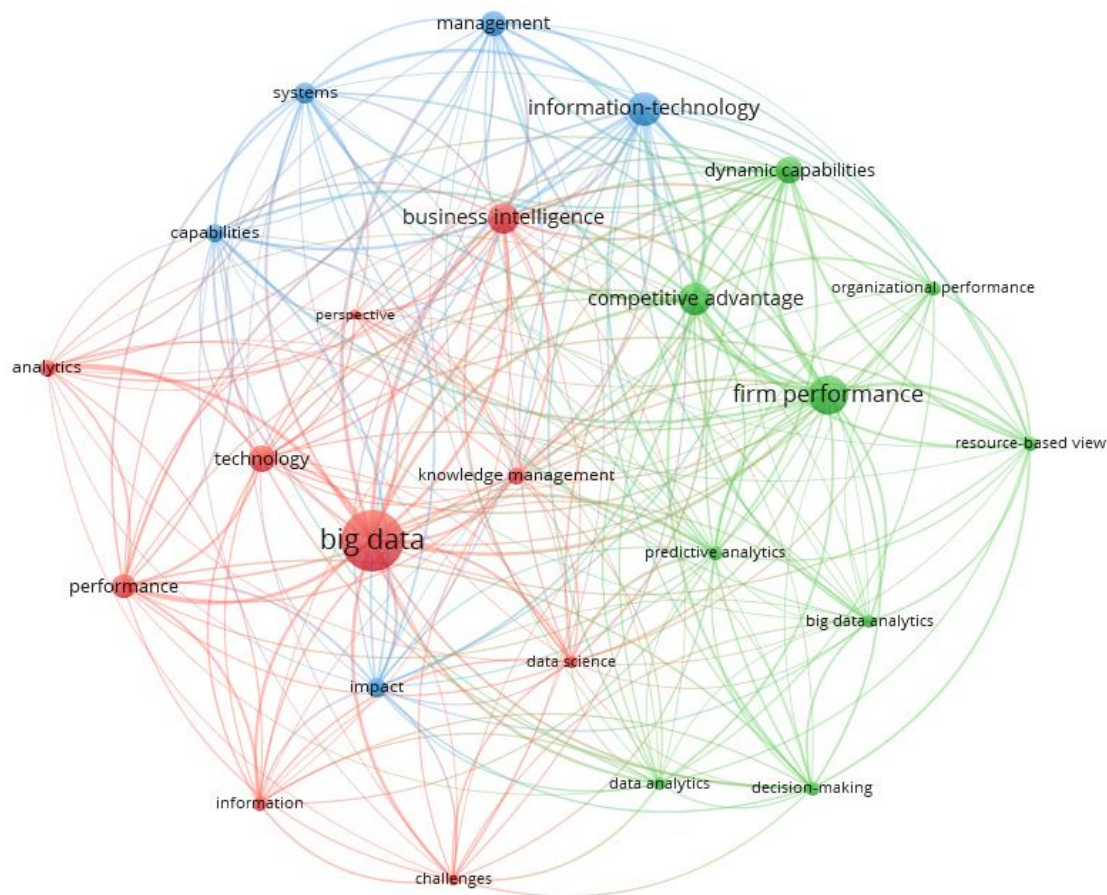 management
systems
information-technology
dynamic capabilities
business intelligence
capabilities
organizational performance
competitive advantage
perspective
analytics
firm performance
resource-based view
technology
knowledge management
big data
predictive analytics
performance
big data analytics
data science
impact
data analytics
decision-making
information
challenges